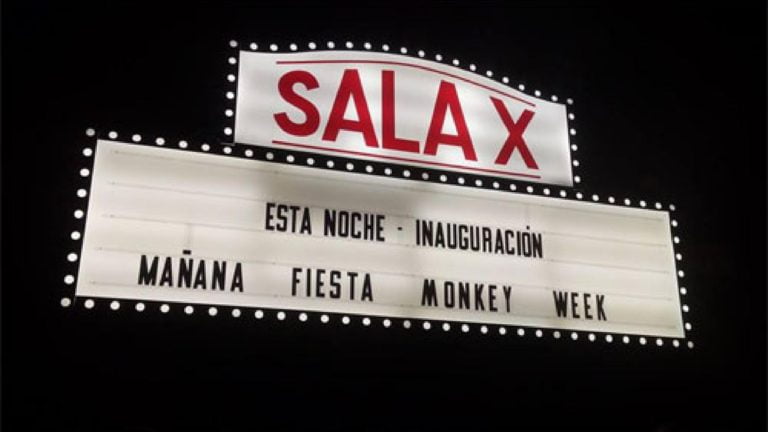 SALA X
ESTA NOCHE - INAUGURACIÓN
MAÑANA FIESTA MONKEY WEEK